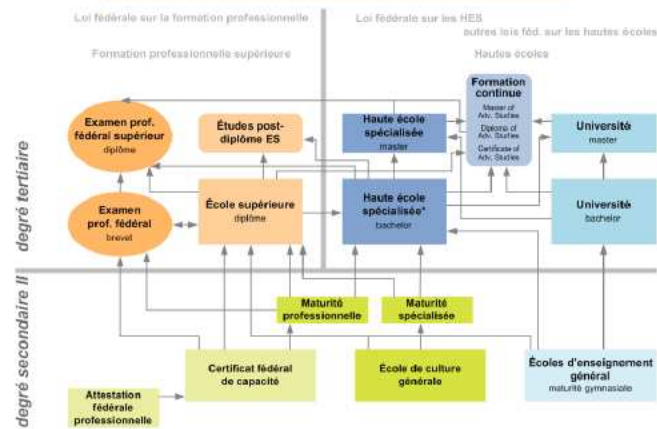 Loi fédérale sur la formation professionnelle
Loi fédérale sur les HES
autres lois féd. sur les hautes écoles
Formation professionnelle supérieure
Hautes écoles
degré tertiaire
Examen prof.
fédéral supérieur
diplôme
Études post-
diplôme ES
Haute école
spécialisée
master
Formation
continue
Master of
Adv. Studies
Diploma of
Adv. Studies
Certificate of
Adv. Studies
Université
master
Examen
prof. fédéral
brevet
École supérieure
diplôme
Haute école
spécialisée*
bachelor
Université
bachelor
degré secondaire II
Maturité
professionnelle
Maturité
spécialisée
Certificat fédéral
de capacité
École de culture
générale
Écoles d'enseignement
général
maturité gymnasiale
Attestation
fédérale
professionnelle